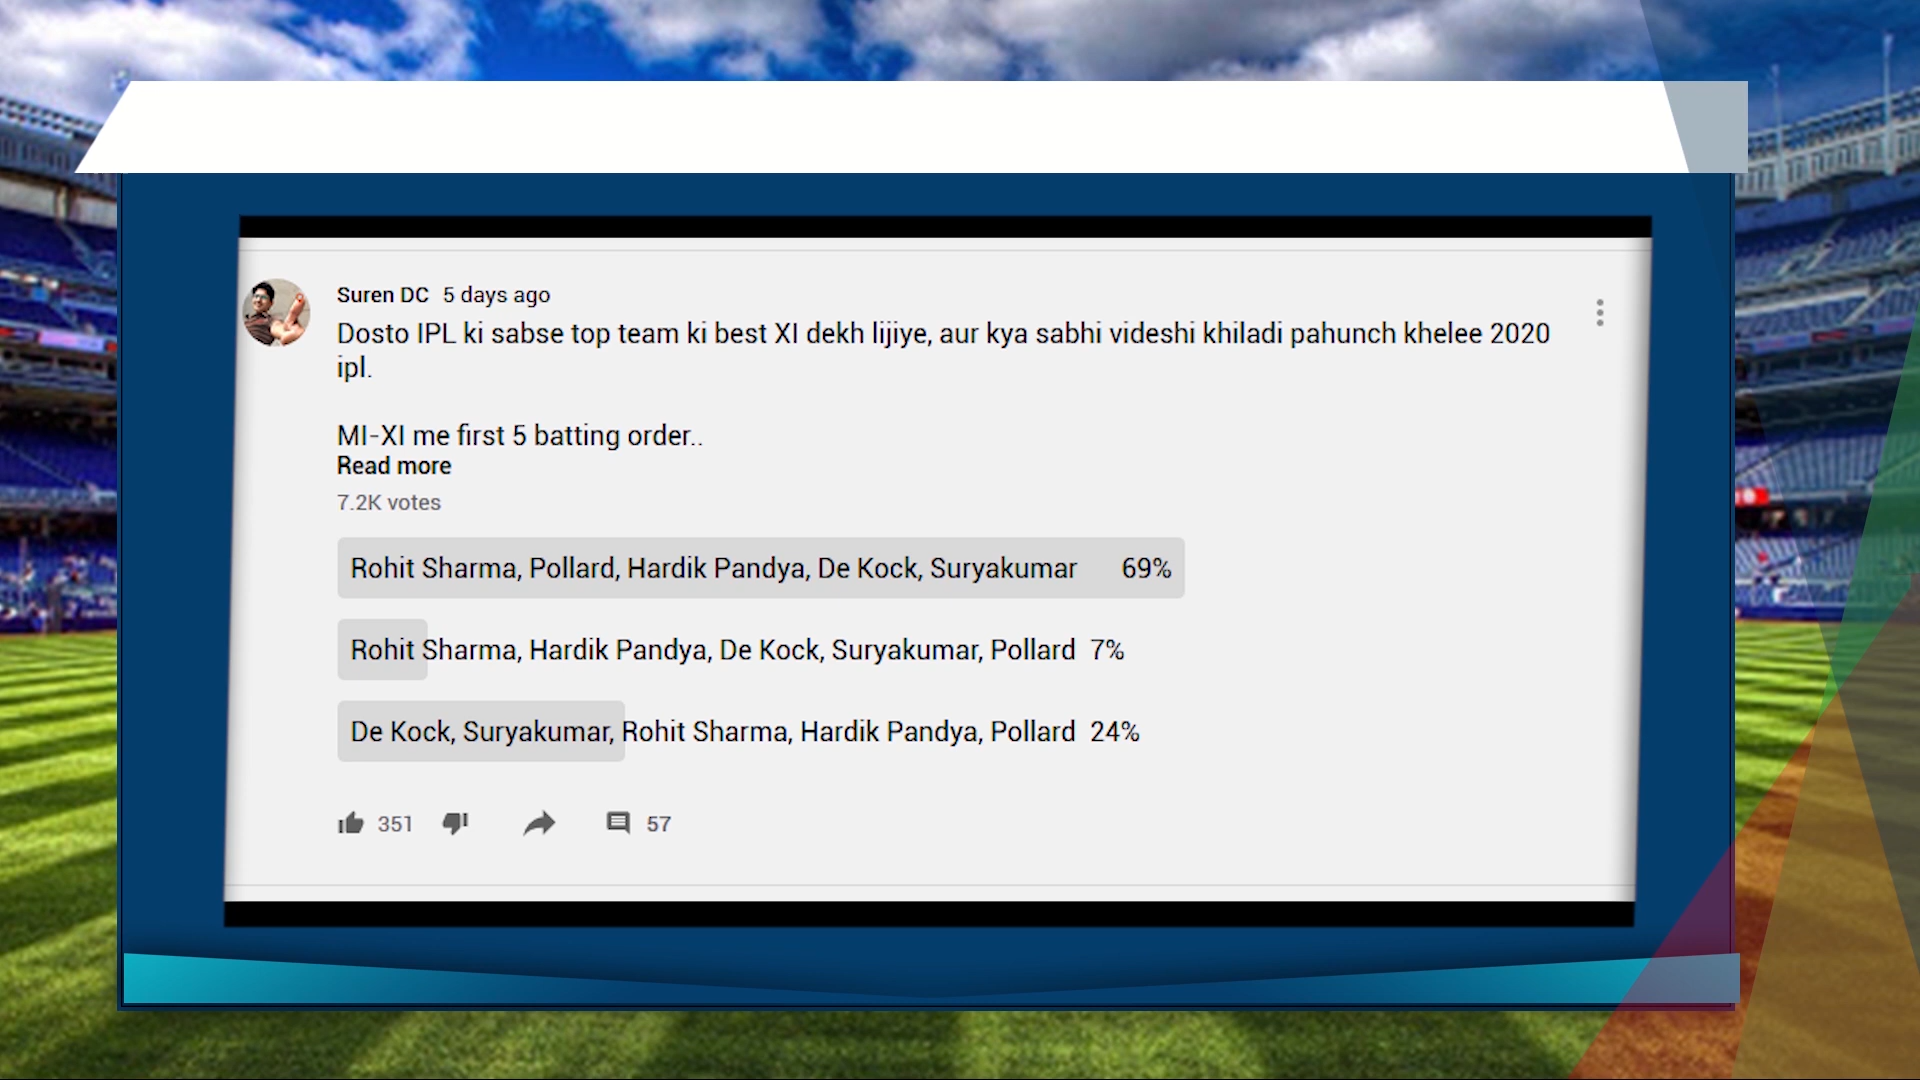 Suren DC 5 days ago
Dosto IPL ki sabse top team ki best XI dekh lijiye, aur kya sabhi videshi khiladi pahunch khelee 2020
ipl.
MI-XI me first 5 batting order..
Read more
7.2K votes
Rohit Sharma, Pollard, Hardik Pandya, De Kock, Suryakumar 69%
Rohit Sharma, Hardik Pandya, De Kock, Suryakumar, Pollard 7%
De Kock, Suryakumar, Rohit Sharma, Hardik Pandya, Pollard 24%
351 57